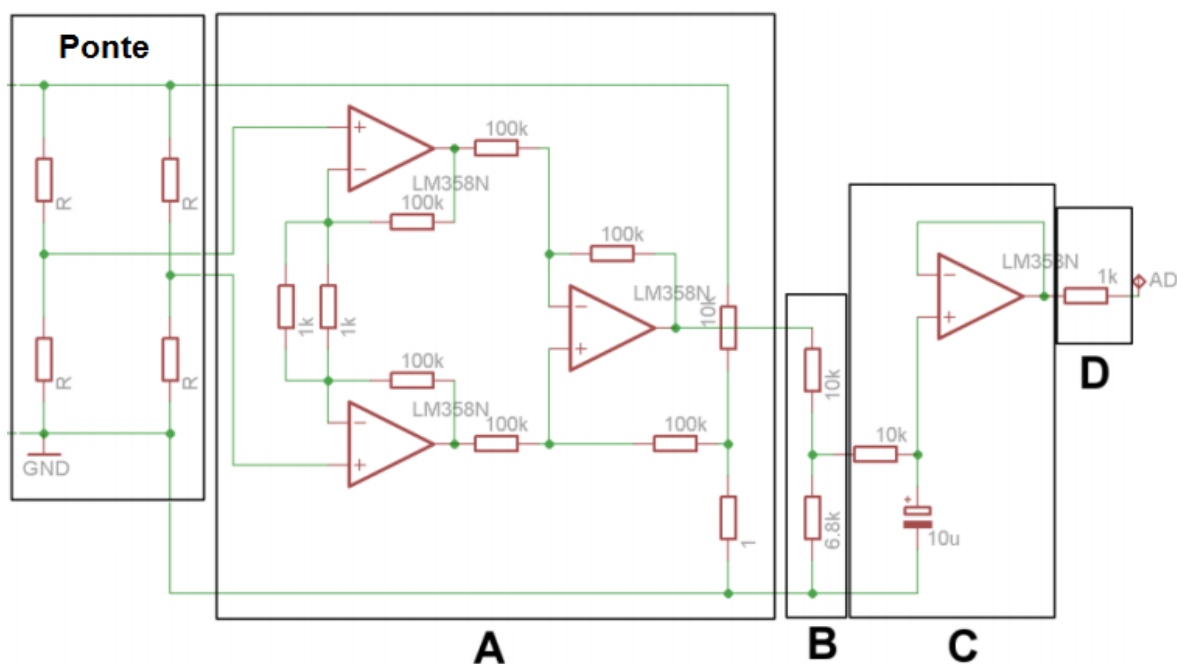 Ponte
100k
LM358N
100k
R
R
100k
LM358N
1k
AD
1k
1k
LM358N
10k
D
10k
R
R
100k
LM358N
100k
100k
10k
GND
1
6.8k
10u
+
A
B
C